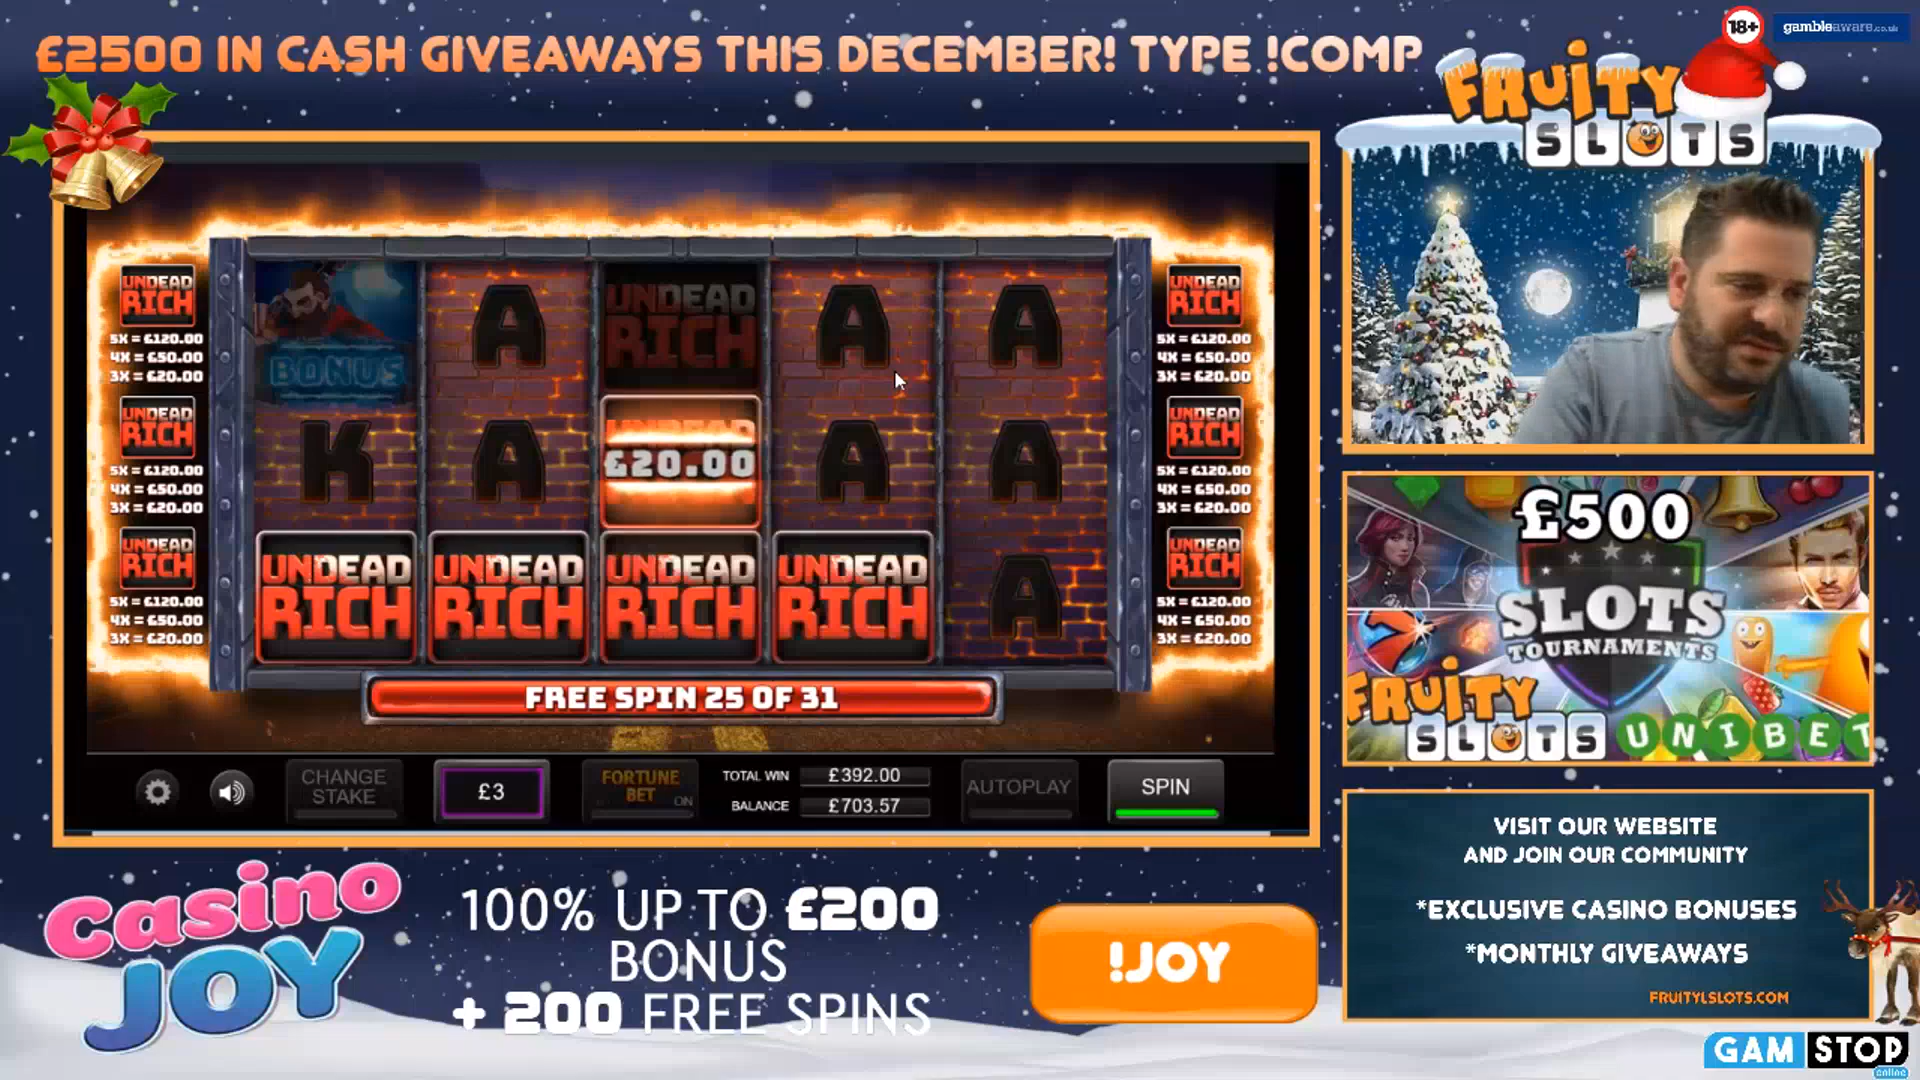 £2500 IN CASH GIVEAWAYS THIS DECEMBER! TYPE !COMP
18+
gambleaware.co.uk
FRUITY
SLOTS
UNDEAD
RICH
5X = £120.00
4X = £50.00
3X = £20.00
UNDEAD
RICH
5X = £120.00
4X = £50.00
3X = £20.00
UNDEAD
RICH
5X = £120.00
4X = £50.00
3X = £20.00
BONUS
A
UNDEAD
RICH
A
A
K
A
UNDEAD
£20.00
A
A
UNDEAD
RICH
UNDEAD
RICH
UNDEAD
RICH
UNDEAD
RICH
A
UNDEAD
RICH
5X = £120.00
4X = £50.00
3X = £20.00
UNDEAD
RICH
5X = £120.00
4X = £50.00
3X = £20.00
UNDEAD
RICH
5X = £120.00
4X = £50.00
3X = £20.00
FREE SPIN 25 OF 31
CHANGE
STAKE
£3
FORTUNE
BET
ON
TOTAL WIN £392.00
BALANCE £703.57
AUTOPLAY
SPIN
£500
SLOTS
TOURNAMENTS
FRUITY
SLOTS
UNIBET
VISIT OUR WEBSITE
AND JOIN OUR COMMUNITY
*EXCLUSIVE CASINO BONUSES
*MONTHLY GIVEAWAYS
FRUITYLSLOTS.COM
Casino
JOY
100% UP TO £200
BONUS
+ 200 FREE SPINS
!JOY
GAMSTOP
online